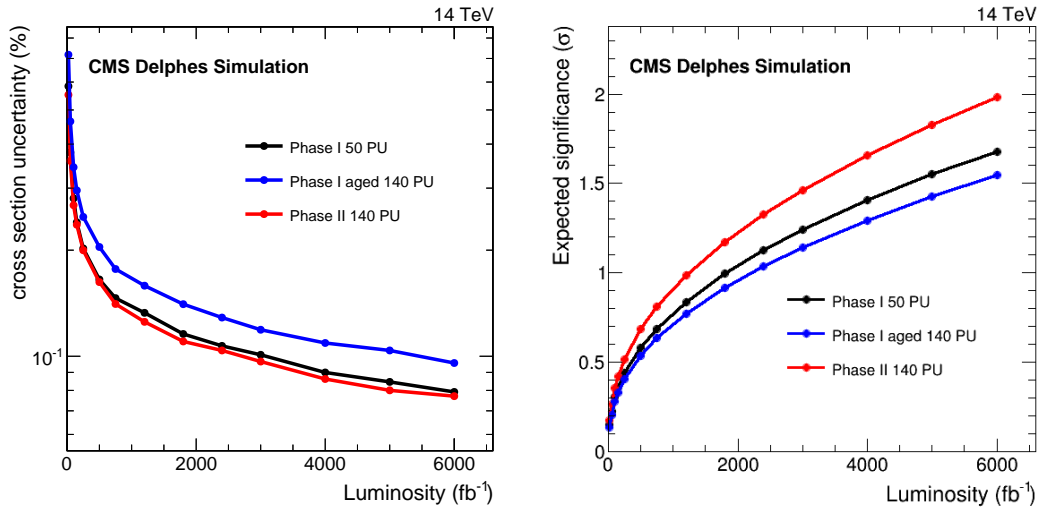 14 TeV
cross section uncertainty (%)
CMS Delphes Simulation
Phase I 50 PU
Phase I aged 140 PU
Phase II 140 PU
10⁻¹
0 2000 4000 6000
Luminosity (fb⁻¹)
14 TeV
Expected significance (σ)
CMS Delphes Simulation
2
1.5
1
0.5
0
Phase I 50 PU
Phase I aged 140 PU
Phase II 140 PU
0 2000 4000 6000
Luminosity (fb⁻¹)